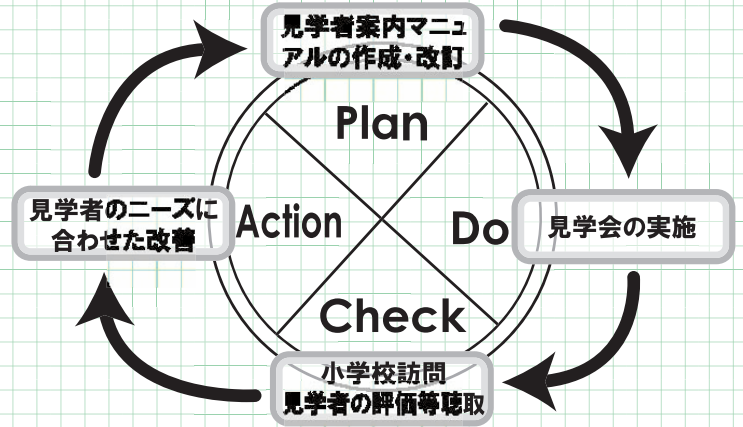 見学者案内マニュ
アルの作成・改訂
Plan
見学者のニーズに
合わせた改善
Action
Do
見学会の実施
Check
小学校訪問
見学者の評価等聴取